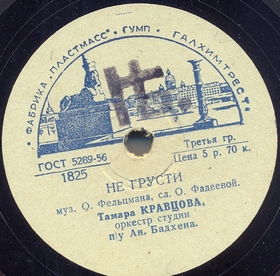 • ФАБРИКА „ПЛАСТМАСС" • ГУМП • ГАЛХИМТРЕСТ •
ГОСТ 5289-56
1825
Третья гр.
Цена 5 р. 70 к.
НЕ ГРУСТИ
муз. О. Фельцмана, сл. О. Фадеевой.
Тамара КРАВЦОВА,
оркестр студии
п/у Ан. Бадхена.